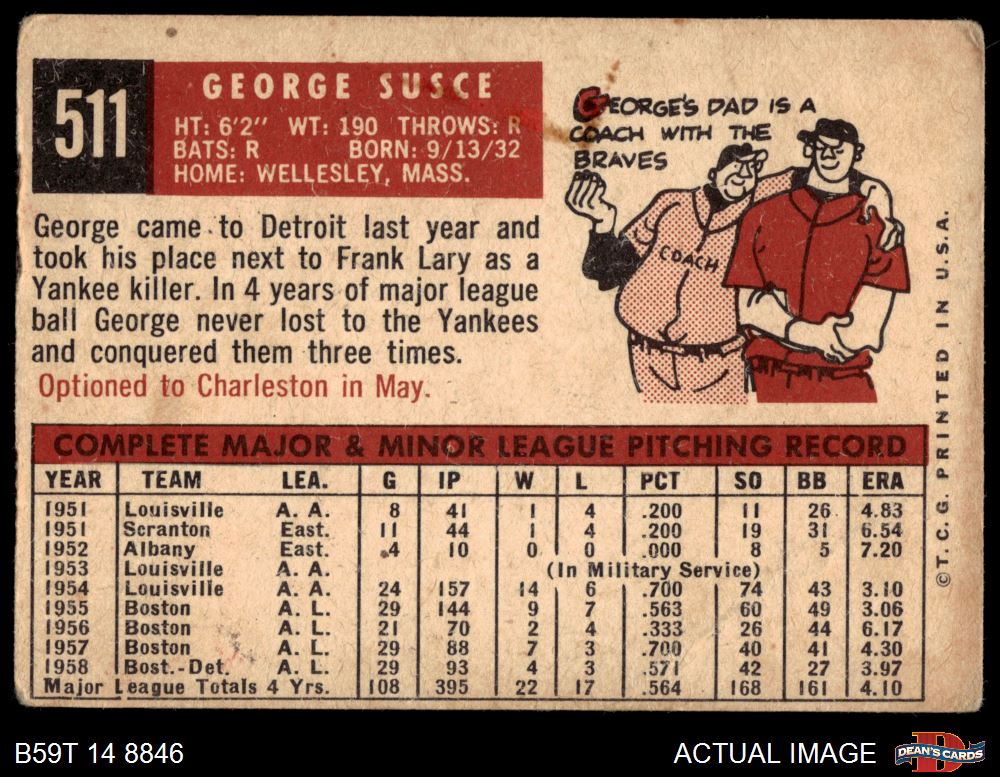 511
GEORGE SUSCE
HT: 6'2" WT: 190 THROWS: R
BATS: R BORN: 9/13/32
HOME: WELLESLEY, MASS.
George came to Detroit last year and
took his place next to Frank Lary as a
Yankee killer. In 4 years of major league
ball George never lost to the Yankees
and conquered them three times.
Optioned to Charleston in May.
GEORGE'S DAD IS A
COACH WITH THE
BRAVES
COACH
COMPLETE MAJOR & MINOR LEAGUE PITCHING RECORD
YEAR TEAM LEA. G IP W L PCT SO BB ERA
1951 Louisville A. A. 8 41 1 4 .200 11 26 4.83
1951 Scranton East. 11 44 1 4 .200 19 31 6.54
1952 Albany East. 4 10 0 0 .000 8 5 7.20
1953 Louisville A. A. (In Military Service)
1954 Louisville A. A. 24 157 14 6 .700 74 43 3.10
1955 Boston A. L. 29 144 9 7 .563 60 49 3.06
1956 Boston A. L. 21 70 2 4 .333 26 44 6.17
1957 Boston A. L. 29 88 7 3 .700 40 41 4.30
1958 Bost.-Det. A. L. 29 93 4 3 .571 42 27 3.97
Major League Totals 4 Yrs. 108 395 22 17 .564 168 161 4.10
© T. C. G. PRINTED IN U.S.A.
B59T 14 8846
ACTUAL IMAGE
DEAN'S CARDS